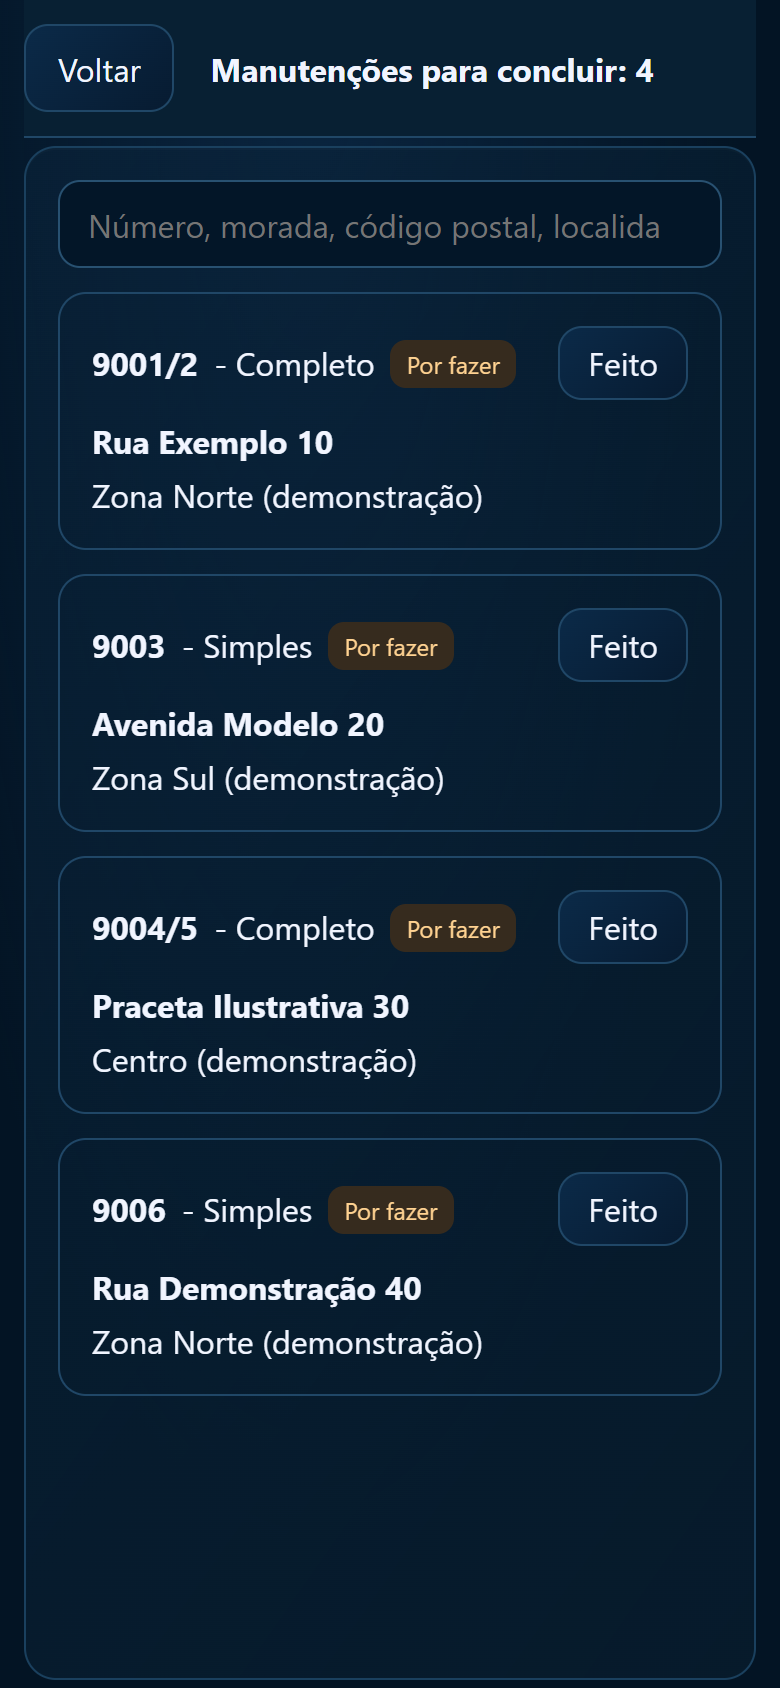 Voltar
Manutenções para concluir: 4
Número, morada, código postal, localida
9001/2 - Completo Por fazer Feito
Rua Exemplo 10
Zona Norte (demonstração)
9003 - Simples Por fazer Feito
Avenida Modelo 20
Zona Sul (demonstração)
9004/5 - Completo Por fazer Feito
Praceta Ilustrativa 30
Centro (demonstração)
9006 - Simples Por fazer Feito
Rua Demonstração 40
Zona Norte (demonstração)